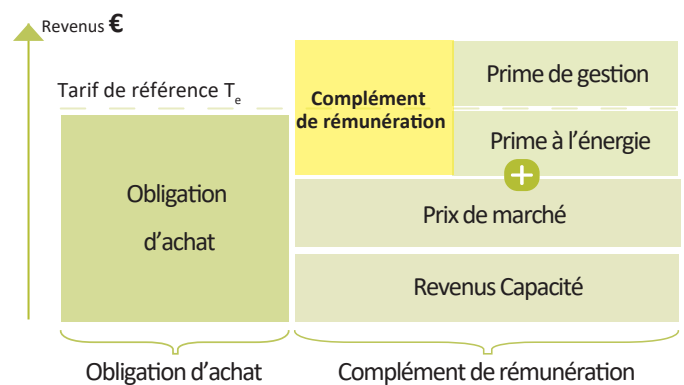 Revenus €
Tarif de référence Te
Complément
de rémunération
Prime de gestion
Prime à l'énergie
+
Obligation
d'achat
Prix de marché
Revenus Capacité
Obligation d'achat
Complément de rémunération